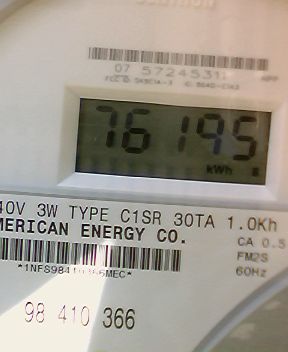 07 57245311
76195
kWh
40V 3W TYPE C1SR 30TA 1.0Kh
MERICAN ENERGY CO.
CA 0.5
FM2S
60Hz
98 410 366